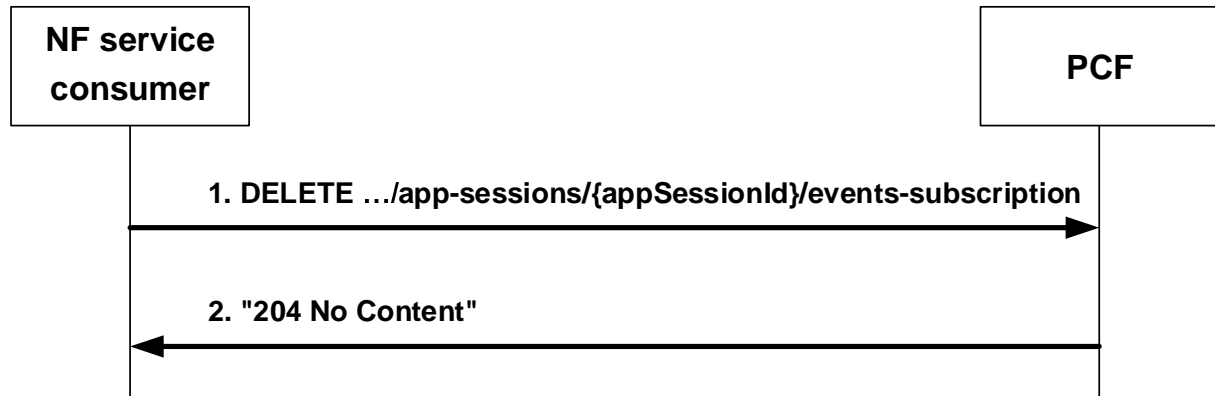 NF service
consumer
PCF
1. DELETE …/app-sessions/{appSessionId}/events-subscription
2. "204 No Content"